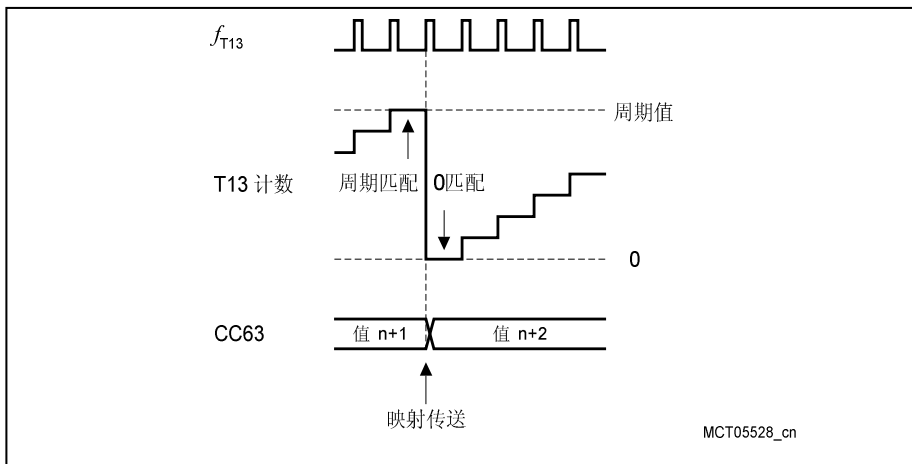 fT13
周期值
T13 计数
周期匹配
0匹配
0
CC63
值 n+1
值 n+2
映射传送
MCT05528_cn